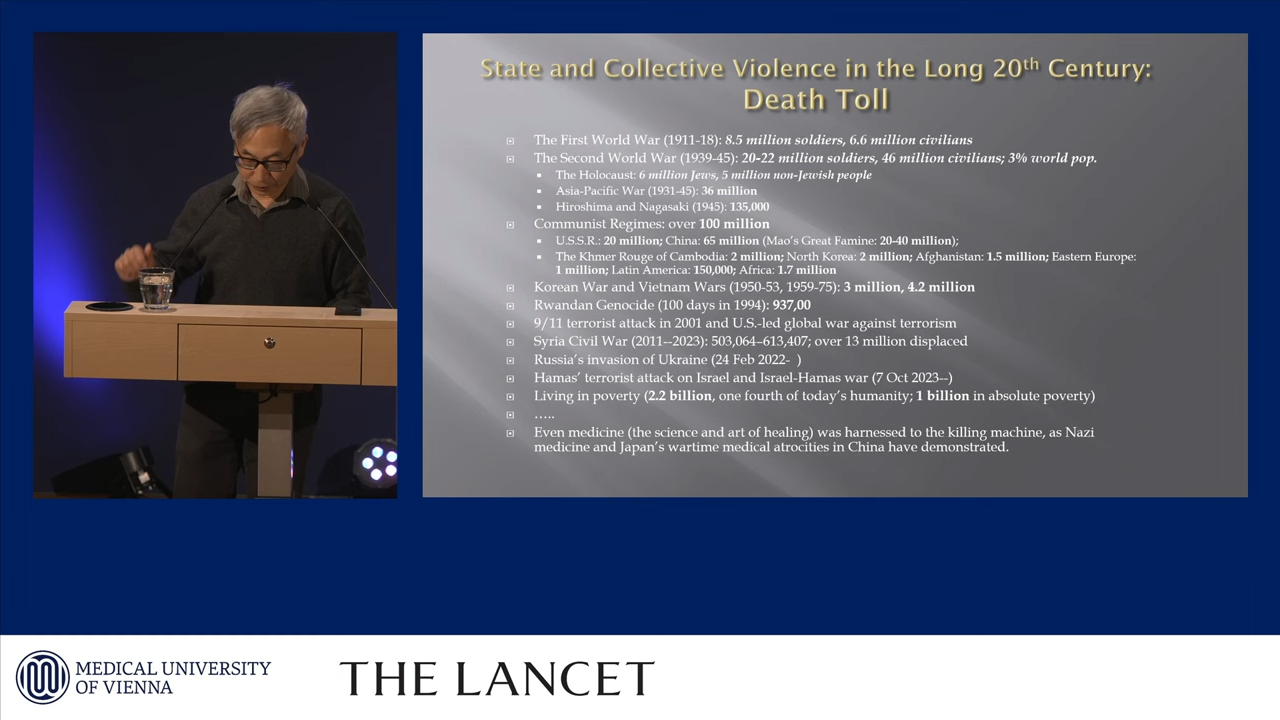 State and Collective Violence in the Long 20th Century:
Death Toll
The First World War (1911-18): 8.5 million soldiers, 6.6 million civilians
The Second World War (1939-45): 20-22 million soldiers, 46 million civilians; 3% world pop.
The Holocaust: 6 million Jews, 5 million non-Jewish people
Asia-Pacific War (1931-45): 36 million
Hiroshima and Nagasaki (1945): 135,000
Communist Regimes: over 100 million
U.S.S.R.: 20 million; China: 65 million (Mao's Great Famine: 20-40 million);
The Khmer Rouge of Cambodia: 2 million; North Korea: 2 million; Afghanistan: 1.5 million; Eastern Europe:
1 million; Latin America: 150,000; Africa: 1.7 million
Korean War and Vietnam Wars (1950-53, 1959-75): 3 million, 4.2 million
Rwandan Genocide (100 days in 1994): 937,00
9/11 terrorist attack in 2001 and U.S.-led global war against terrorism
Syria Civil War (2011--2023): 503,064–613,407; over 13 million displaced
Russia's invasion of Ukraine (24 Feb 2022-  )
Hamas' terrorist attack on Israel and Israel-Hamas war (7 Oct 2023--)
Living in poverty (2.2 billion, one fourth of today's humanity; 1 billion in absolute poverty)
…..
Even medicine (the science and art of healing) was harnessed to the killing machine, as Nazi
medicine and Japan's wartime medical atrocities in China have demonstrated.
MEDICAL UNIVERSITY
OF VIENNA
THE LANCET